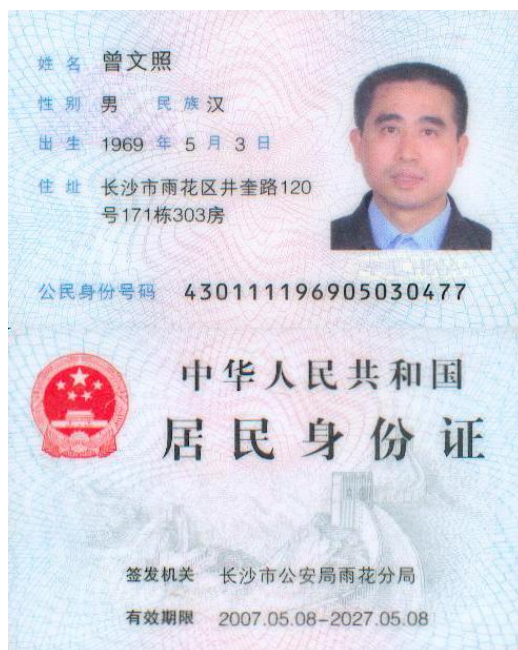 姓名 曾文照
性别 男 民族 汉
出生 1969 年 5 月 3 日
住址 长沙市雨花区井奎路120
号171栋303房
公民身份号码 430111196905030477
中华人民共和国
居民身份证
签发机关 长沙市公安局雨花分局
有效期限 2007.05.08-2027.05.08